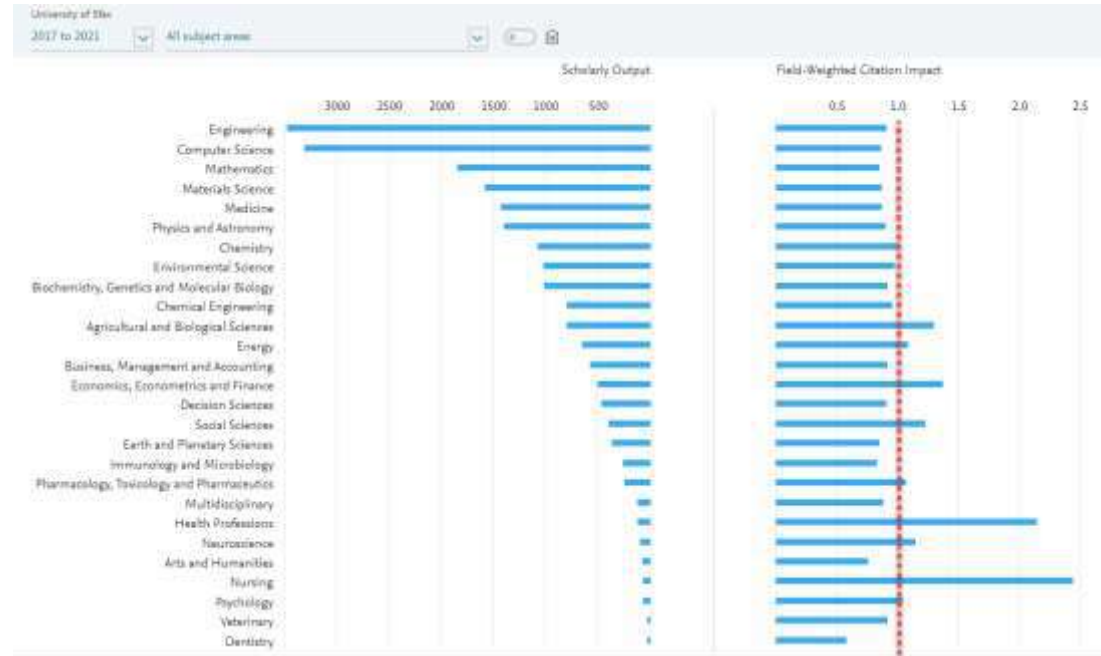 University of
2017 to 2021 All subject areas
Scholarly Output Field-Weighted Citation Impact
3000 2500 2000 1500 1000 500 0.5 1.0 1.5 2.0 2.5
Engineering
Computer Science
Mathematics
Materials Science
Medicine
Physics and Astronomy
Chemistry
Environmental Science
Biochemistry, Genetics and Molecular Biology
Chemical Engineering
Agricultural and Biological Sciences
Energy
Business, Management and Accounting
Economics, Econometrics and Finance
Decision Sciences
Social Sciences
Earth and Planetary Sciences
Immunology and Microbiology
Pharmacology, Toxicology and Pharmaceutics
Multidisciplinary
Health Professions
Neuroscience
Arts and Humanities
Nursing
Psychology
Veterinary
Dentistry